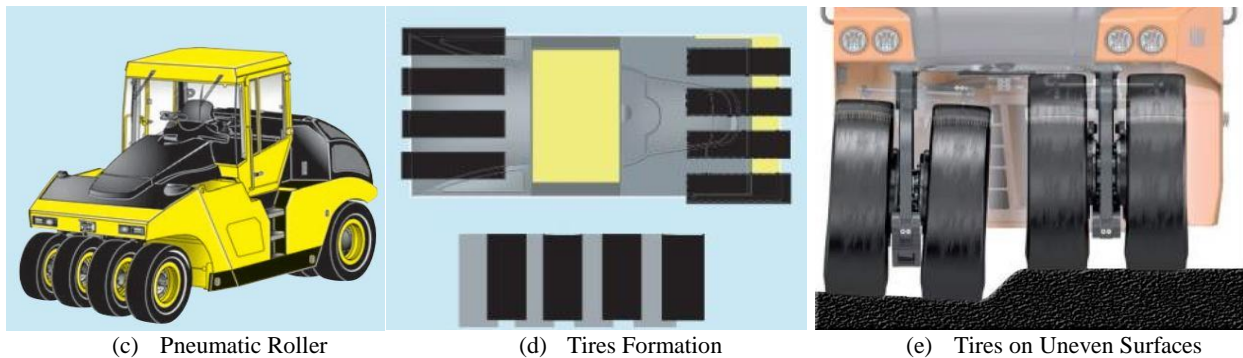 (c) Pneumatic Roller
(d) Tires Formation
(e) Tires on Uneven Surfaces